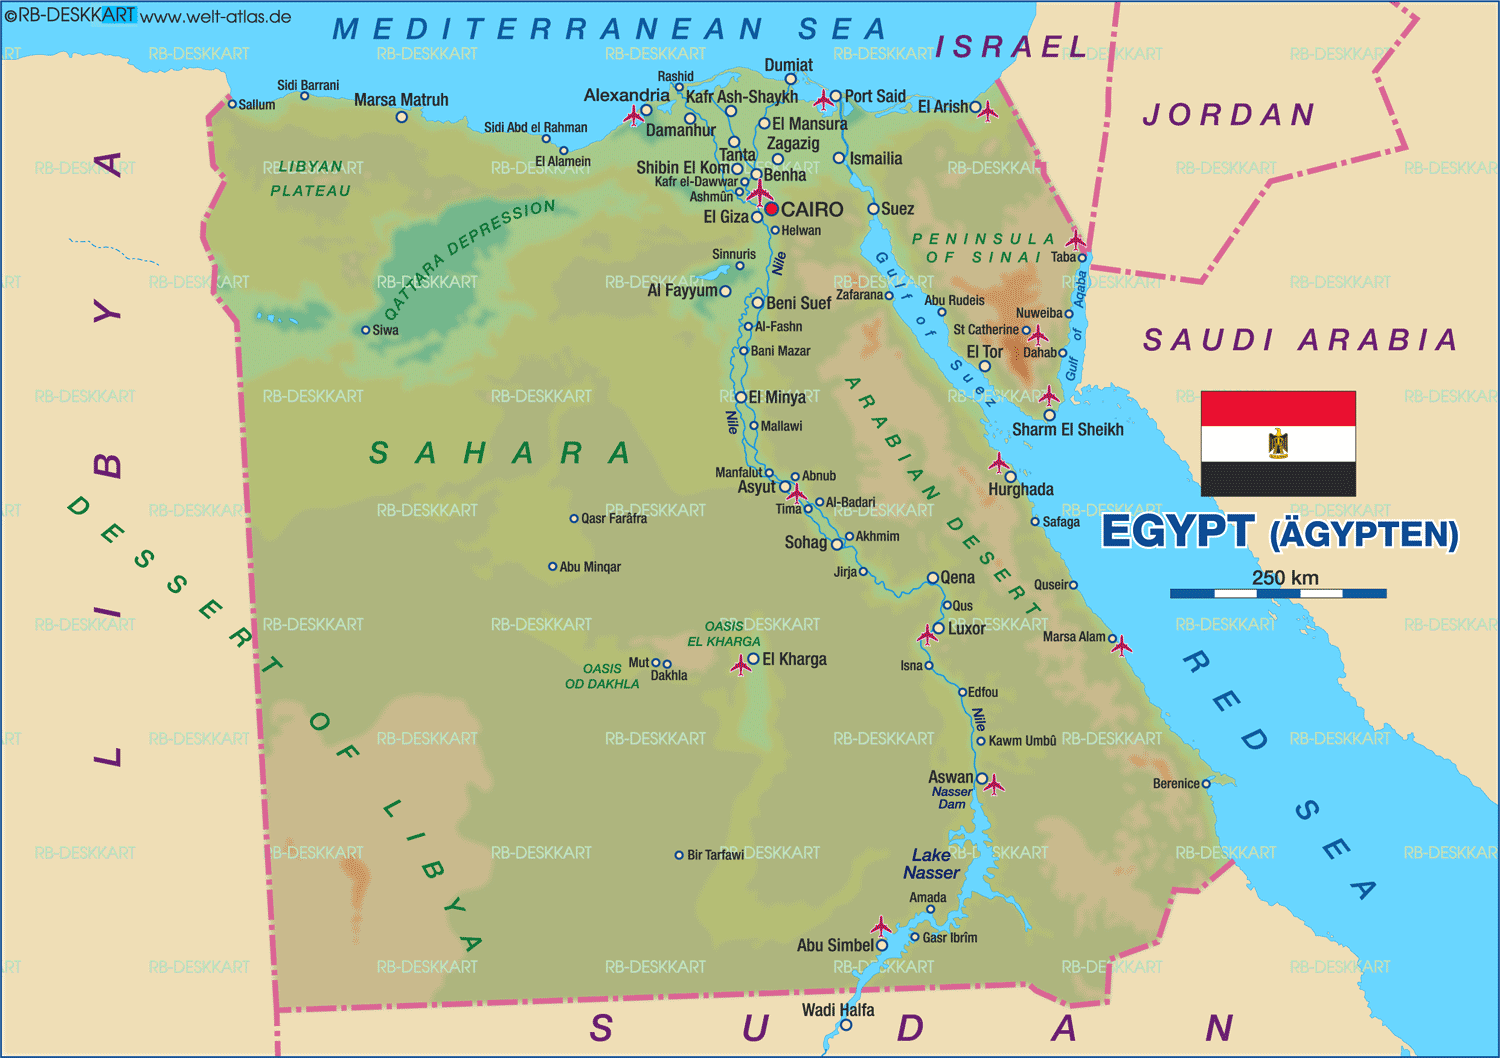 ©RB-DESKKART www.welt-atlas.de
MEDITERRANEAN SEA
ISRAEL
JORDAN
SAUDI ARABIA
LIBYA
SUDAN
RED SEA
EGYPT (ÄGYPTEN)
250 km
Sallum
Sidi Barrani
Marsa Matruh
Sidi Abd el Rahman
El Alamein
Alexandria
Rashid
Damanhur
Kafr Ash-Shaykh
Dumiat
Port Said
El Arish
El Mansura
Tanta
Zagazig
Ismailia
Shibin El Kom
Benha
Kafr el-Dawwar
Ashmûn
CAIRO
El Giza
Helwan
Suez
LIBYAN
PLATEAU
QATTARA DEPRESSION
Siwa
PENINSULA
OF SINAI
Taba
Gulf of Aqaba
Gulf of Suez
Sinnuris
Al Fayyum
Nile
Beni Suef
Zafarana
Abu Rudeis
Nuweiba
St Catherine
Dahab
El Tor
Al-Fashn
Bani Mazar
Sharm El Sheikh
El Minya
Nile
Mallawi
SAHARA
ARABIAN DESERT
Manfalut
Abnub
Asyut
Al-Badari
Tima
Hurghada
Safaga
Qasr Farâfra
Abu Minqar
Akhmim
Sohag
Jirja
Qena
Qus
Quseir
DESSERT OF LIBYA
OASIS
EL KHARGA
El Kharga
OASIS
OD DAKHLA
Mut
Dakhla
Luxor
Marsa Alam
Isna
Edfou
Nile
Kawm Umbû
Aswan
Nasser
Dam
Berenice
Lake
Nasser
Bir Tarfawi
Amada
Abu Simbel
Gasr Ibrîm
Wadi Halfa
RB-DESKKART